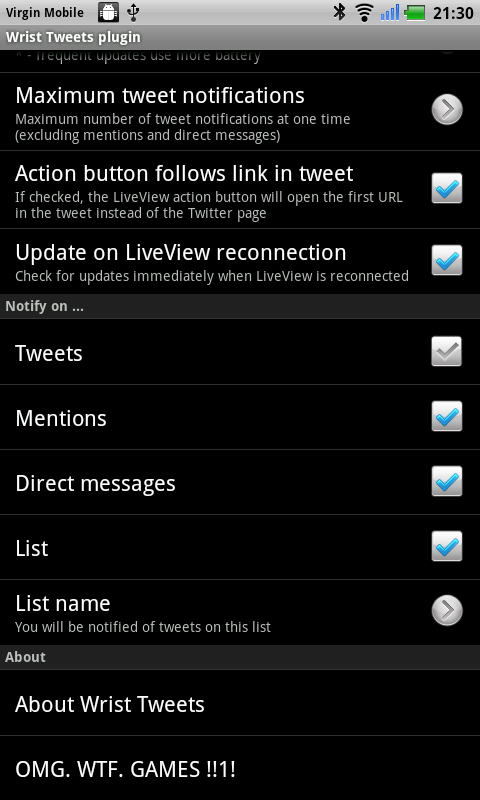 Virgin Mobile 21:30
Wrist Tweets plugin
* - frequent updates use more battery
Maximum tweet notifications
Maximum number of tweet notifications at one time
(excluding mentions and direct messages)
Action button follows link in tweet
If checked, the LiveView action button will open the first URL
in the tweet instead of the Twitter page
Update on LiveView reconnection
Check for updates immediately when LiveView is reconnected
Notify on ...
Tweets
Mentions
Direct messages
List
List name
You will be notified of tweets on this list
About
About Wrist Tweets
OMG. WTF. GAMES !!1!